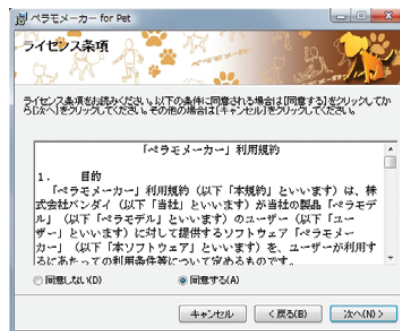 ペラモメーカー for Pet
ライセンス条項
ライセンス条項をお読みください。以下の条件に同意される場合は[同意する]をクリックしてか
ら[次へ]をクリックしてください。その他の場合は[キャンセル]をクリックしてください。
「ペラモメーカー」利用規約
1. 目的
「ペラモメーカー」利用規約（以下「本規約」といいます）は、株
式会社バンダイ（以下「当社」といいます）が当社の製品「ペラモデ
ル」（以下「ペラモデル」といいます）のユーザー（以下「ユー
ザー」といいます）に対して提供するソフトウェア「ペラモメー
カー」（以下「本ソフトウェア」といいます）を、ユーザーが利用す
るにあたっての利用条件等について定めるものです。
同意しない(D)
同意する(A)
キャンセル
< 戻る(B)
次へ(N) >